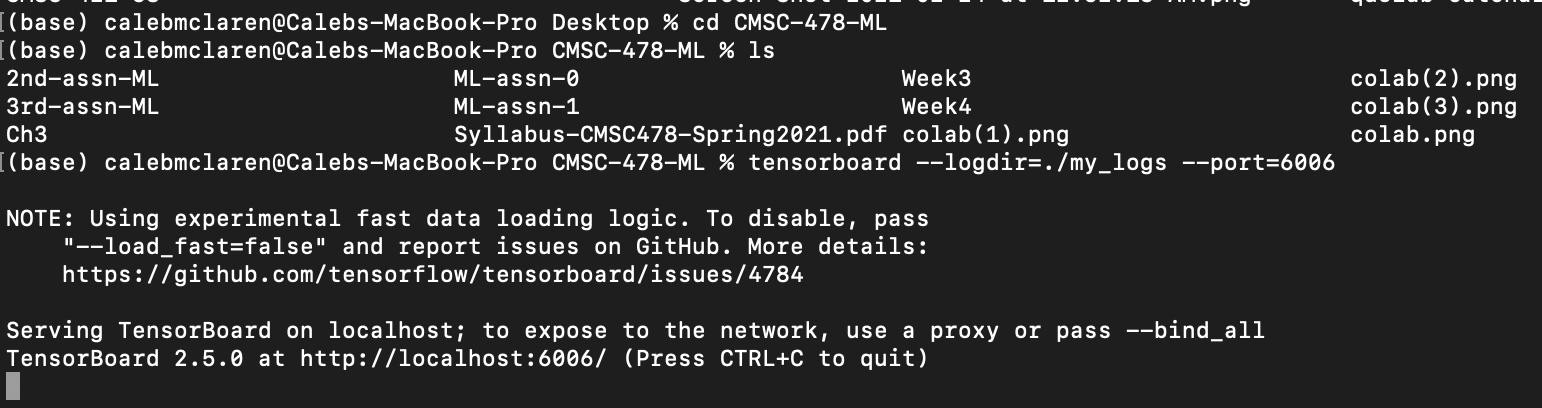 (base) calebmclaren@Calebs-MacBook-Pro Desktop % cd CMSC-478-ML
[(base) calebmclaren@Calebs-MacBook-Pro CMSC-478-ML % ls
2nd-assn-ML ML-assn-0 Week3 colab(2).png
3rd-assn-ML ML-assn-1 Week4 colab(3).png
Ch3 Syllabus-CMSC478-Spring2021.pdf colab(1).png colab.png
[(base) calebmclaren@Calebs-MacBook-Pro CMSC-478-ML % tensorboard --logdir=./my_logs --port=6006
NOTE: Using experimental fast data loading logic. To disable, pass
"--load_fast=false" and report issues on GitHub. More details:
https://github.com/tensorflow/tensorboard/issues/4784
Serving TensorBoard on localhost; to expose to the network, use a proxy or pass --bind_all
TensorBoard 2.5.0 at http://localhost:6006/ (Press CTRL+C to quit)